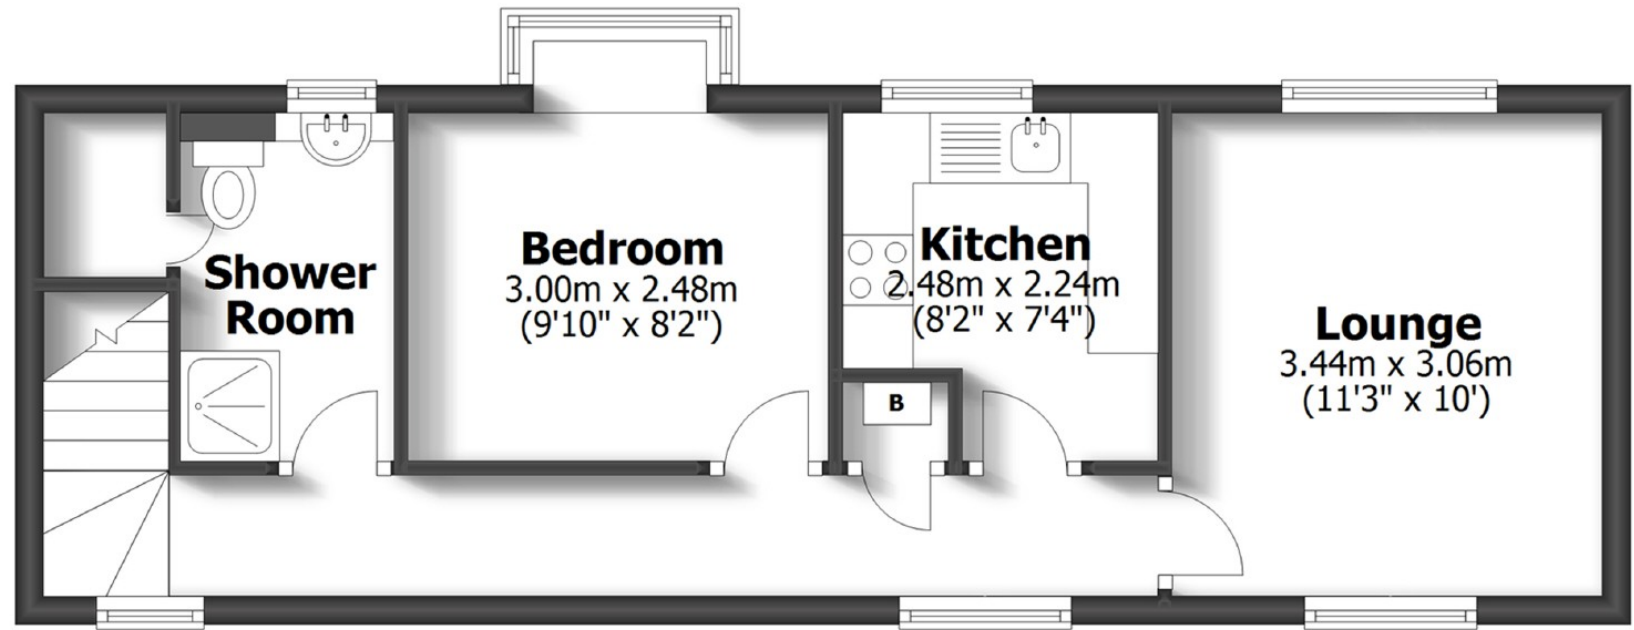 Shower
Room
Bedroom
3.00m x 2.48m
(9'10" x 8'2")
Kitchen
2.48m x 2.24m
(8'2" x 7'4")
B
Lounge
3.44m x 3.06m
(11'3" x 10')